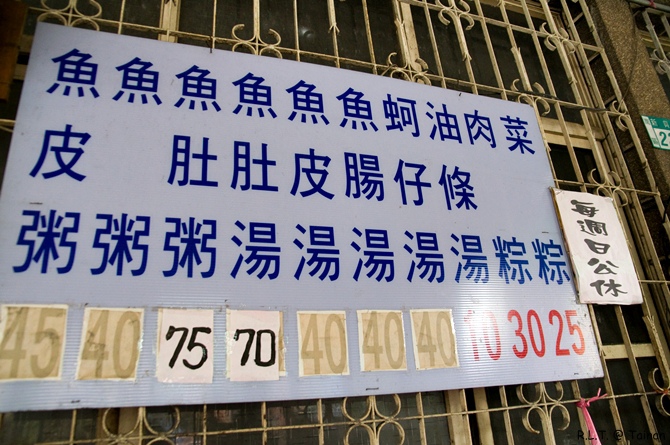 魚皮粥 45
魚粥 40
魚肚粥 75
魚肚湯 70
魚皮湯 40
魚腸湯 40
蚵仔湯 40
油條湯 10
肉粽 30
菜粽 25
每週日公休
R.L.T. @